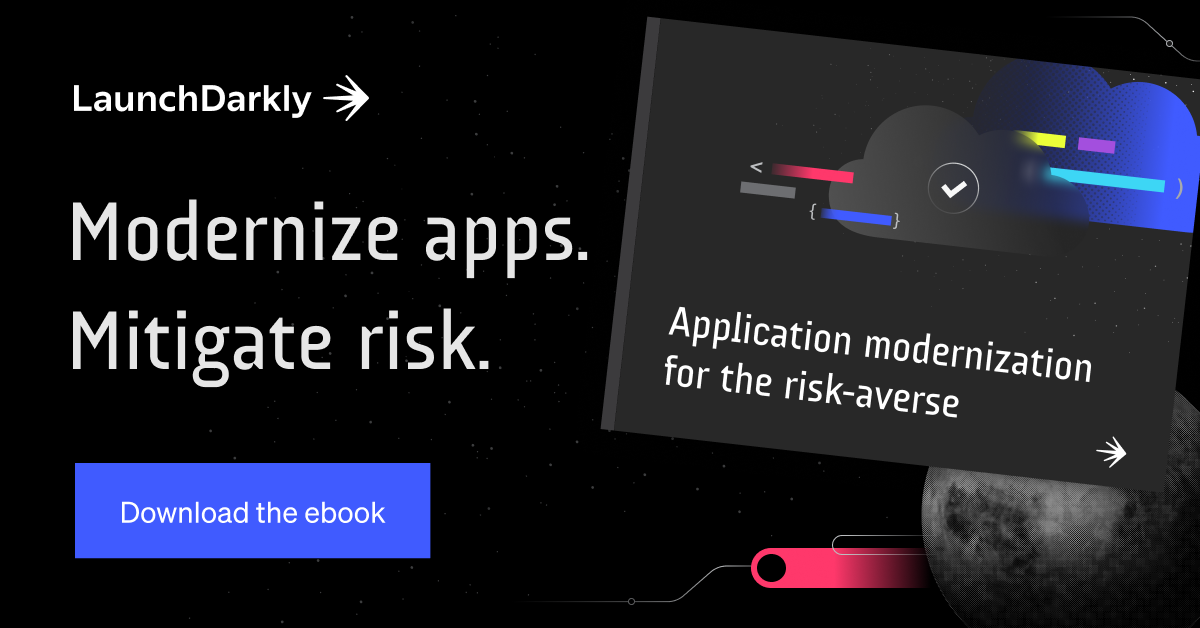 LaunchDarkly
Modernize apps.
Mitigate risk.
Download the ebook
<
)
{ }
Application modernization
for the risk-averse